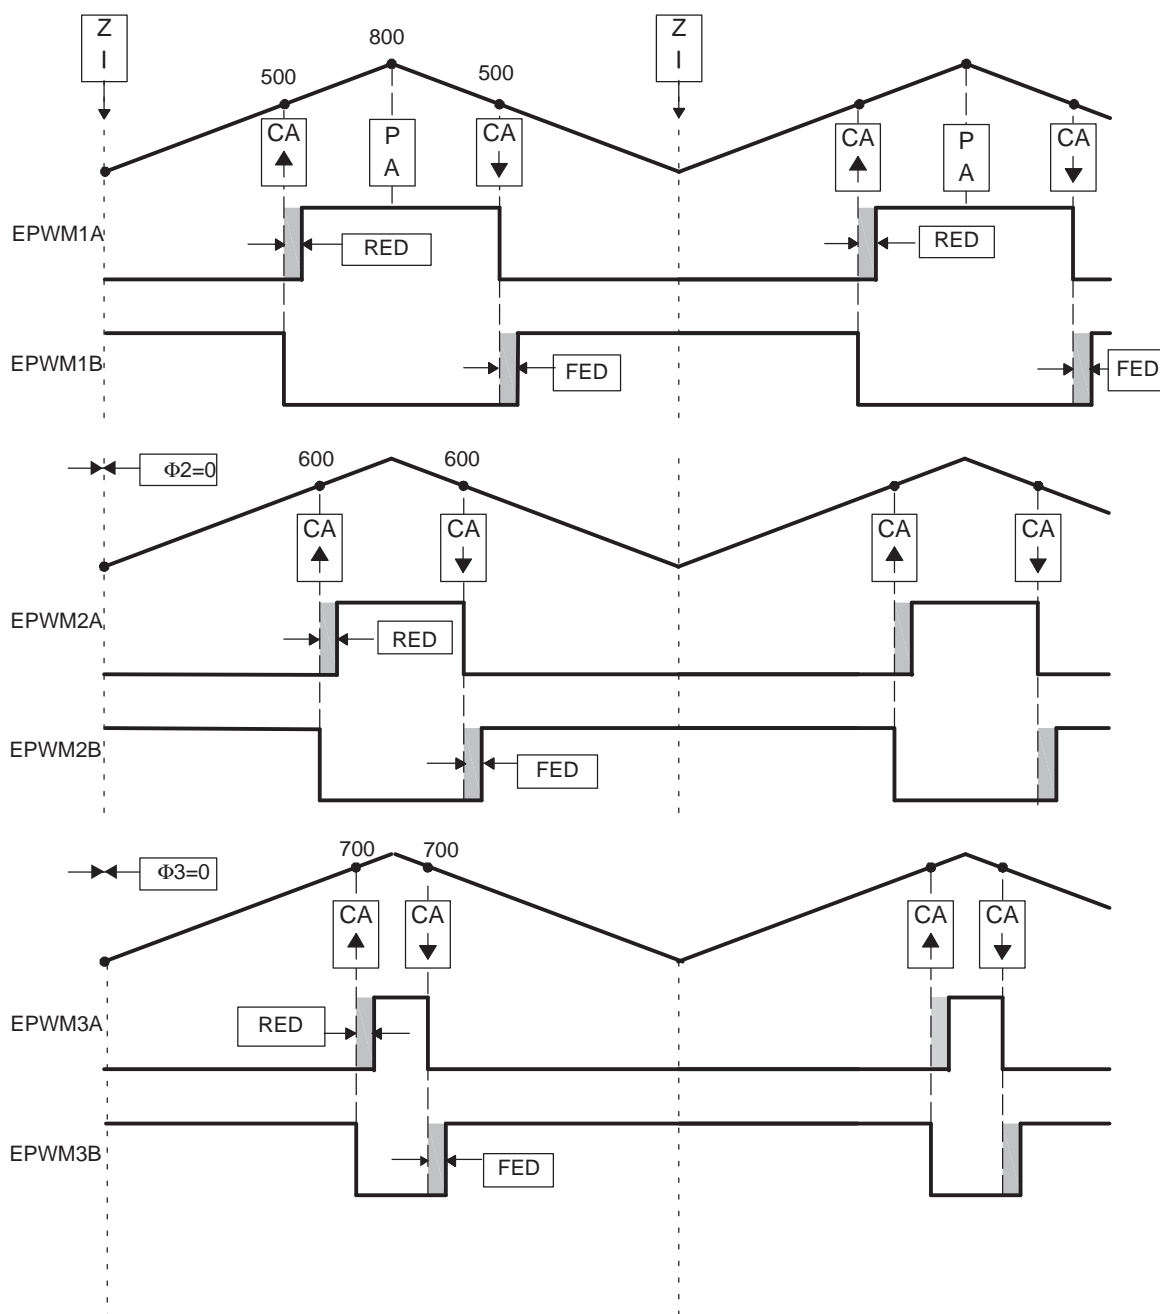 Z
I
Z
I
800
500
500
CA
P
A
CA
CA
P
A
CA
EPWM1A
RED
RED
EPWM1B
FED
FED
Φ2=0
600
600
CA
CA
CA
CA
EPWM2A
RED
EPWM2B
FED
Φ3=0
700
700
CA
CA
CA
CA
EPWM3A
RED
EPWM3B
FED